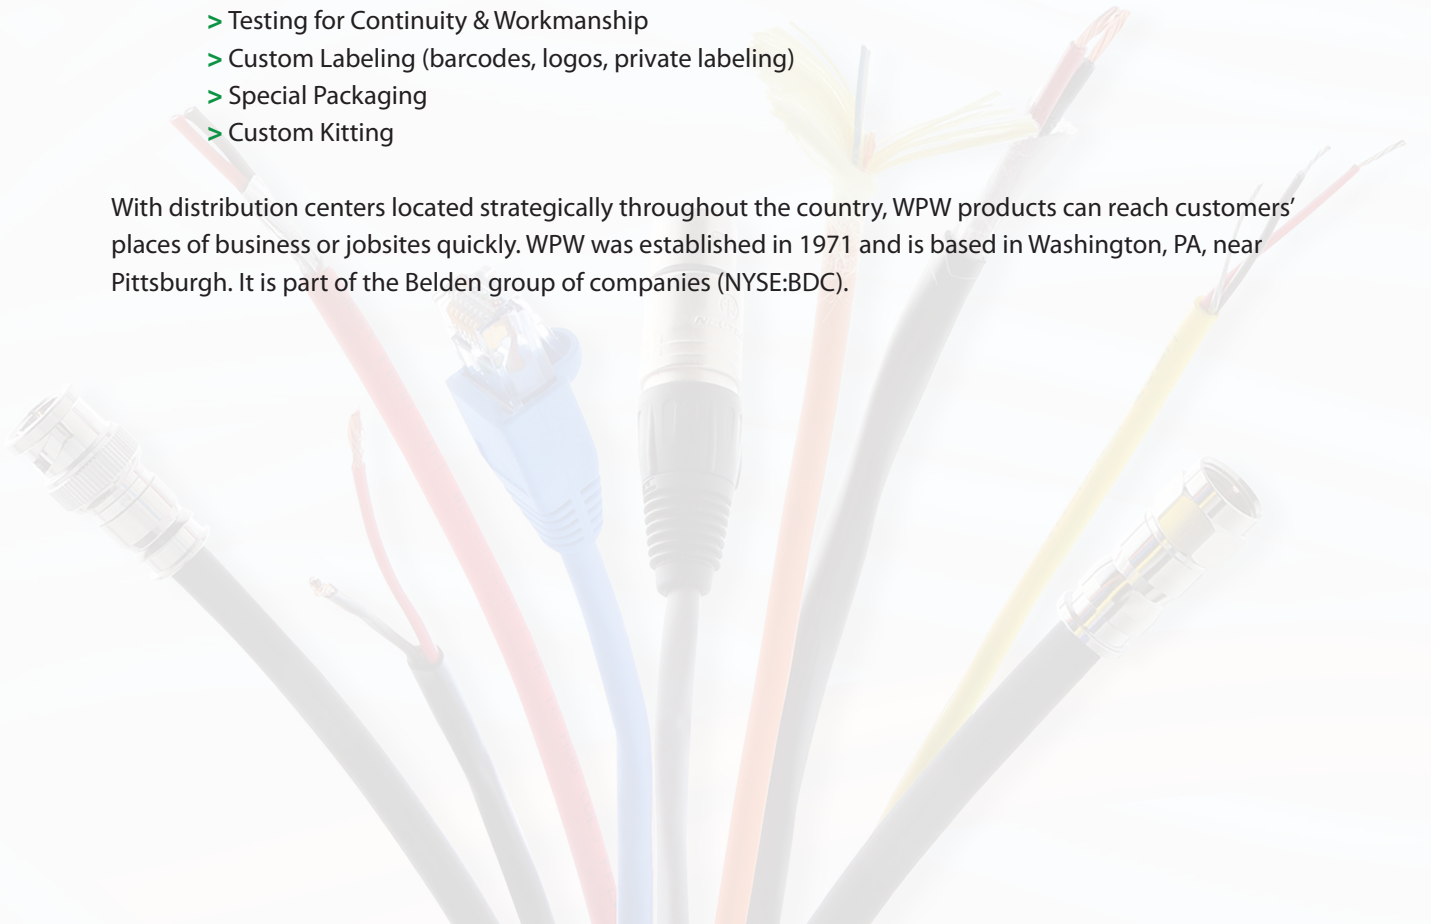 > Testing for Continuity & Workmanship
> Custom Labeling (barcodes, logos, private labeling)
> Special Packaging
> Custom Kitting
With distribution centers located strategically throughout the country, WPW products can reach customers’
places of business or jobsites quickly. WPW was established in 1971 and is based in Washington, PA, near
Pittsburgh. It is part of the Belden group of companies (NYSE:BDC).